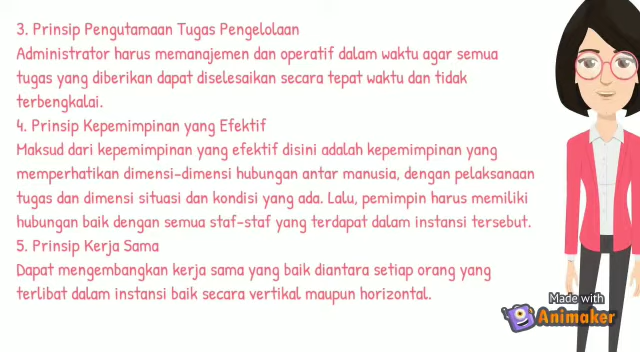 3. Prinsip Pengutamaan Tugas Pengelolaan
Administrator harus memanajemen dan operatif dalam waktu agar semua
tugas yang diberikan dapat diselesaikan secara tepat waktu dan tidak
terbengkalai.
4. Prinsip Kepemimpinan yang Efektif
Maksud dari kepemimpinan yang efektif disini adalah kepemimpinan yang
memperhatikan dimensi-dimensi hubungan antar manusia, dengan pelaksanaan
tugas dan dimensi situasi dan kondisi yang ada. Lalu, pemimpin harus memiliki
hubungan baik dengan semua staf-staf yang terdapat dalam instansi tersebut.
5. Prinsip Kerja Sama
Dapat mengembangkan kerja sama yang baik diantara setiap orang yang
terlibat dalam instansi baik secara vertikal maupun horizontal.
Made with
Animaker